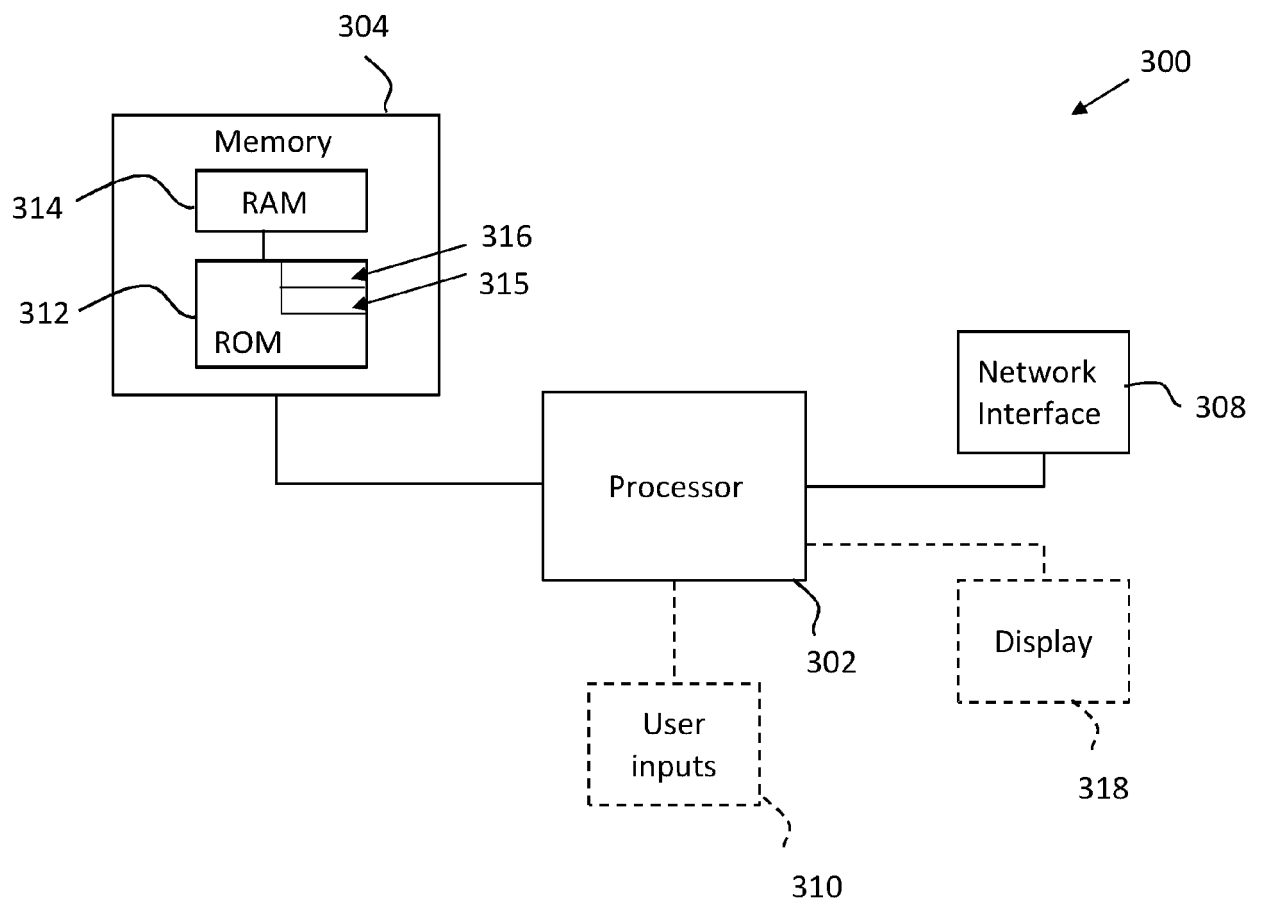 304
300
Memory
RAM
314
316
315
312
ROM
Network
Interface
308
Processor
302
Display
User
inputs
318
310